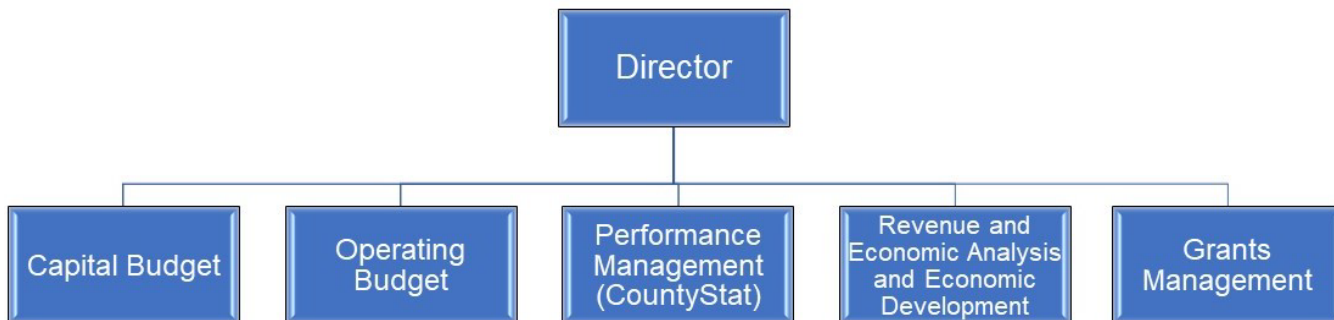 Director
Capital Budget
Operating
Budget
Performance
Management
(CountyStat)
Revenue and
Economic Analysis
and Economic
Development
Grants
Management